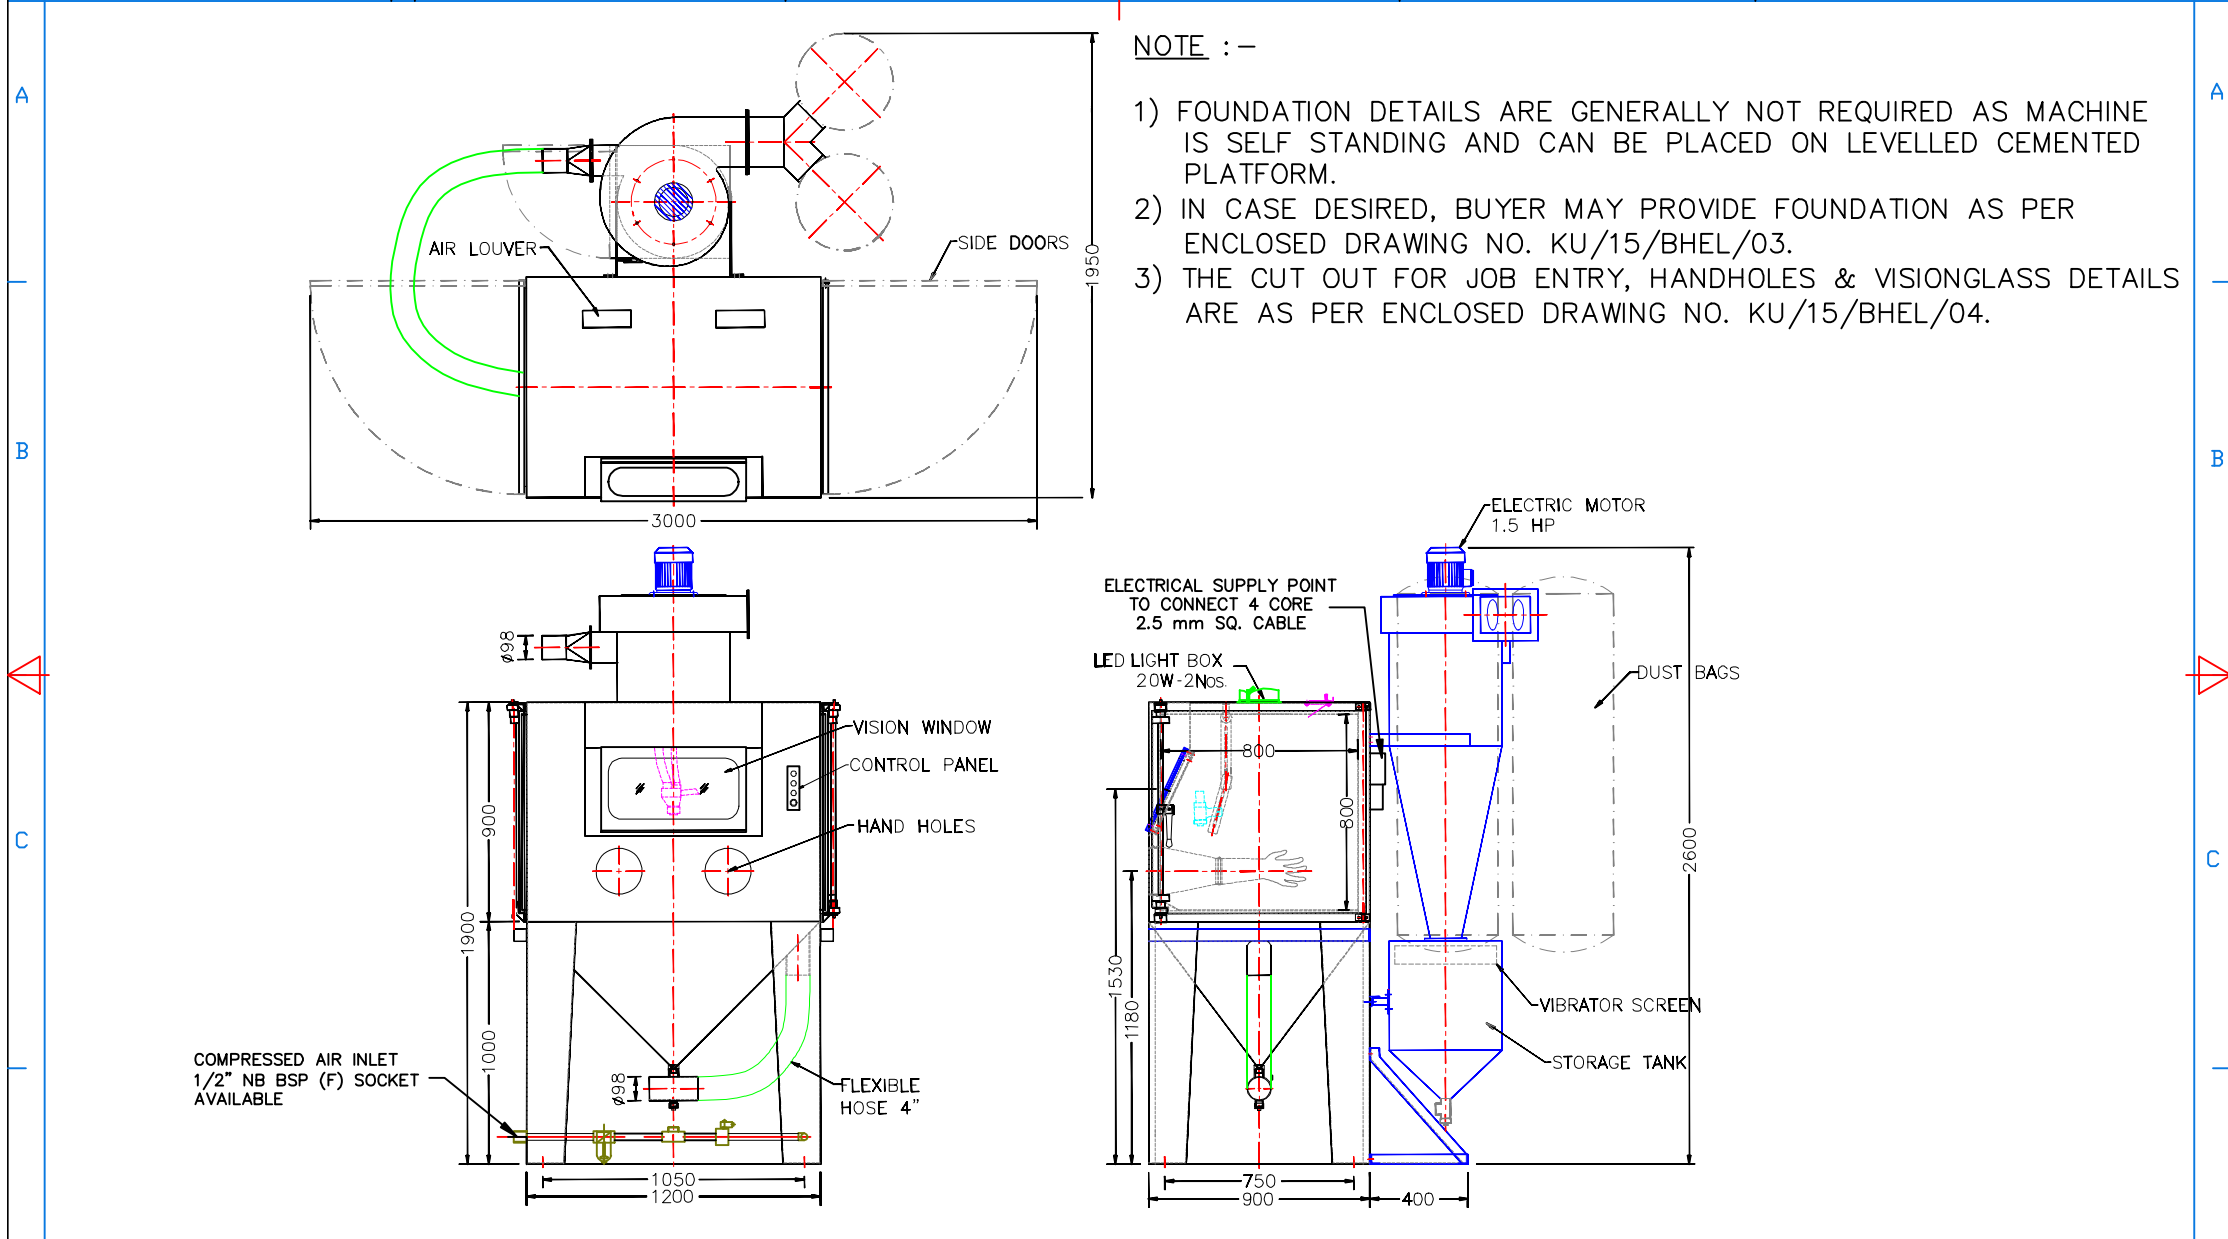 NOTE :-
1) FOUNDATION DETAILS ARE GENERALLY NOT REQUIRED AS MACHINE
IS SELF STANDING AND CAN BE PLACED ON LEVELLED CEMENTED
PLATFORM.
2) IN CASE DESIRED, BUYER MAY PROVIDE FOUNDATION AS PER
ENCLOSED DRAWING NO. KU/15/BHEL/03.
3) THE CUT OUT FOR JOB ENTRY, HANDHOLES & VISIONGLASS DETAILS
ARE AS PER ENCLOSED DRAWING NO. KU/15/BHEL/04.
A
A
AIR LOUVER
SIDE DOORS
1950
B
B
3000
ELECTRIC MOTOR
1.5 HP
ELECTRICAL SUPPLY POINT
TO CONNECT 4 CORE
2.5 mm SQ. CABLE
LED LIGHT BOX
20W-2Nos.
DUST BAGS
ø98
VISION WINDOW
CONTROL PANEL
HAND HOLES
800
800
900
1900
1000
C
C
2600
1530
1180
VIBRATOR SCREEN
STORAGE TANK
COMPRESSED AIR INLET
1/2" NB BSP (F) SOCKET
AVAILABLE
ø98
FLEXIBLE
HOSE 4"
1050
1200
750
900
400